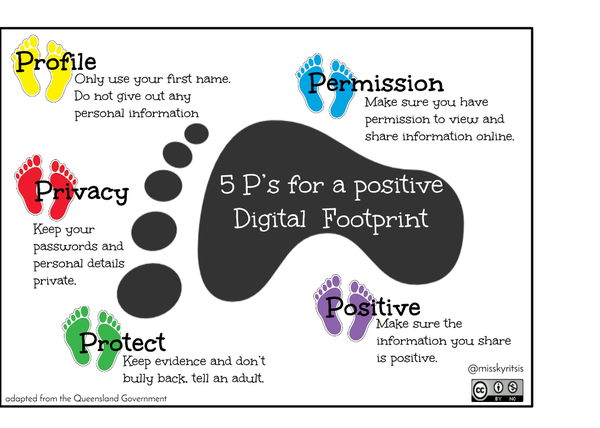 Profile
Only use your first name.
Do not give out any
personal information
Permission
Make sure you have
permission to view and
share information online.
5 P's for a positive
Digital Footprint
Privacy
Keep your
passwords and
personal details
private.
Positive
Make sure the
information you share
is positive.
Protect
Keep evidence and don't
bully back, tell an adult.
@misskyritsis
cc
BY NC
adapted from the Queensland Government